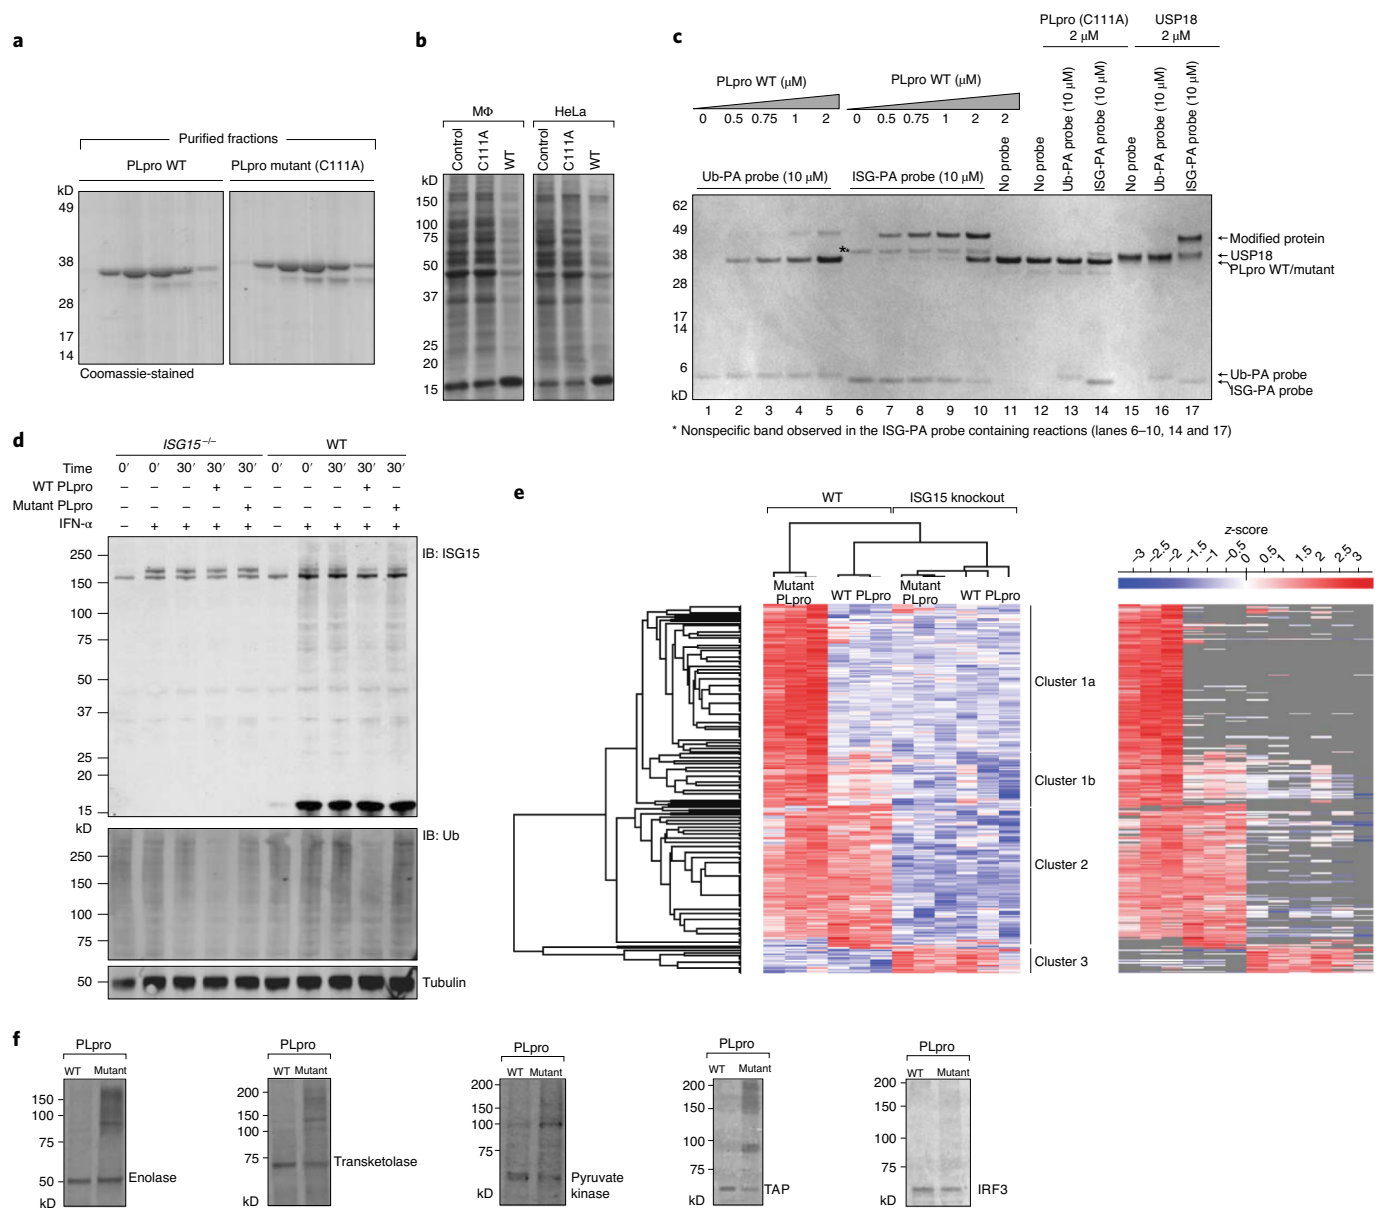 a
Purified fractions
PLpro WT
PLpro mutant (C111A)
kD
49
38
28
17
14
Coomassie-stained
b
MΦ
HeLa
Control
C111A
WT
Control
C111A
WT
kD
150
100
75
50
37
25
20
15
c
PLpro (C111A)
2 μM
USP18
2 μM
PLpro WT (μM)
PLpro WT (μM)
0 0.5 0.75 1 2
0 0.5 0.75 1 2 2
Ub-PA probe (10 μM)
ISG-PA probe (10 μM)
No probe
No probe
Ub-PA probe (10 μM)
ISG-PA probe (10 μM)
No probe
Ub-PA probe (10 μM)
ISG-PA probe (10 μM)
62
49
38
28
17
14
6
kD
**
←Modified protein
←USP18
PLpro WT/mutant
←Ub-PA probe
ISG-PA probe
1 2 3 4 5 6 7 8 9 10 11 12 13 14 15 16 17
* Nonspecific band observed in the ISG-PA probe containing reactions (lanes 6–10, 14 and 17)
d
ISG15–/–
WT
Time 0′ 0′ 30′ 30′ 30′ 0′ 0′ 30′ 30′ 30′
WT PLpro – – – + – – – – + –
Mutant PLpro – – – – + – – – – +
IFN-α – + + + + – + + + +
250
150
100
75
50
37
25
20
15
IB: ISG15
kD
250
150
100
75
IB: Ub
50
Tubulin
e
WT
ISG15 knockout
Mutant
PLpro
WT PLpro
Mutant
PLpro
WT PLpro
Cluster 1a
Cluster 1b
Cluster 2
Cluster 3
z-score
–3 –2.5 –2 –1.5 –1 –0.5 0 0.5 1 1.5 2 2.5 3
f
PLpro
WT Mutant
150
100
75
50
kD
Enolase
PLpro
WT Mutant
200
150
100
75
kD
Transketolase
PLpro
WT Mutant
200
150
100
75
kD
Pyruvate
kinase
PLpro
WT Mutant
200
150
100
75
kD
TAP
PLpro
WT Mutant
200
150
100
75
kD
IRF3